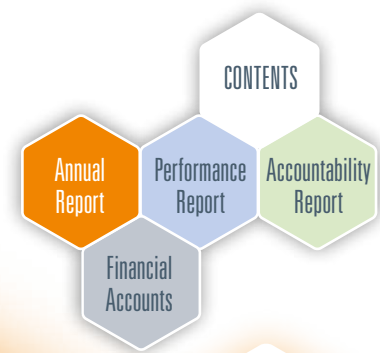 CONTENTS
Annual
Report
Performance
Report
Accountability
Report
Financial
Accounts